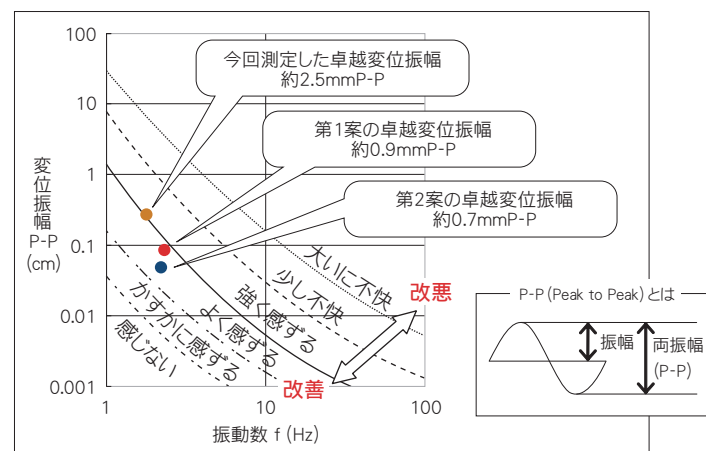 100
10
1
0.1
0.01
0.001
変位振幅
P-P
(cm)
1
10
100
振動数 f (Hz)
今回測定した卓越変位振幅
約2.5mmP-P
第1案の卓越変位振幅
約0.9mmP-P
第2案の卓越変位振幅
約0.7mmP-P
大いに不快
少し不快
強く感ずる
よく感ずる
かすかに感ずる
感じない
改悪
改善
P-P (Peak to Peak) とは
振幅
両振幅
(P-P)